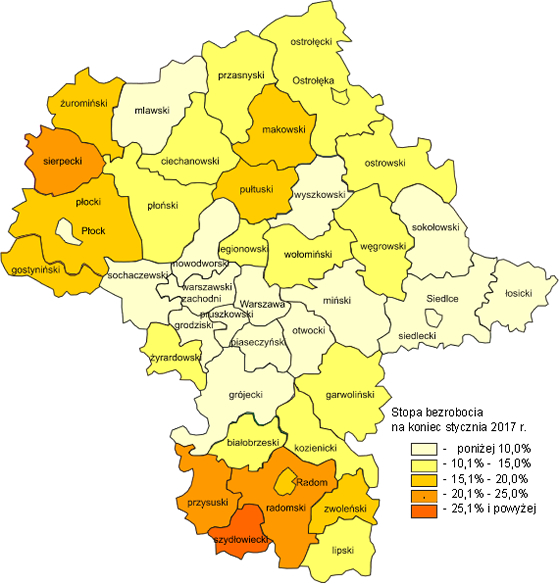 ostrołęcki
Ostrołęka
przasnyski
żuromiński
mławski
makowski
sierpecki
ciechanowski
ostrowski
pułtuski
wyszkowski
płocki
Płock
płoński
sokołowski
węgrowski
legionowski
wołomiński
gostyniński
nowodworski
sochaczewski
warszawski
zachodni
Warszawa
miński
Siedlce
łosicki
pruszkowski
grodziski
otwocki
siedlecki
piaseczyński
żyrardowski
grójecki
garwoliński
Stopa bezrobocia
na koniec stycznia 2017 r.
białobrzeski
kozienicki
- poniżej 10,0%
- 10,1% - 15,0%
- 15,1% - 20,0%
- 20,1% - 25,0%
- 25,1% i powyżej
Radom
przysuski
radomski
zwoleński
szydłowiecki
lipski